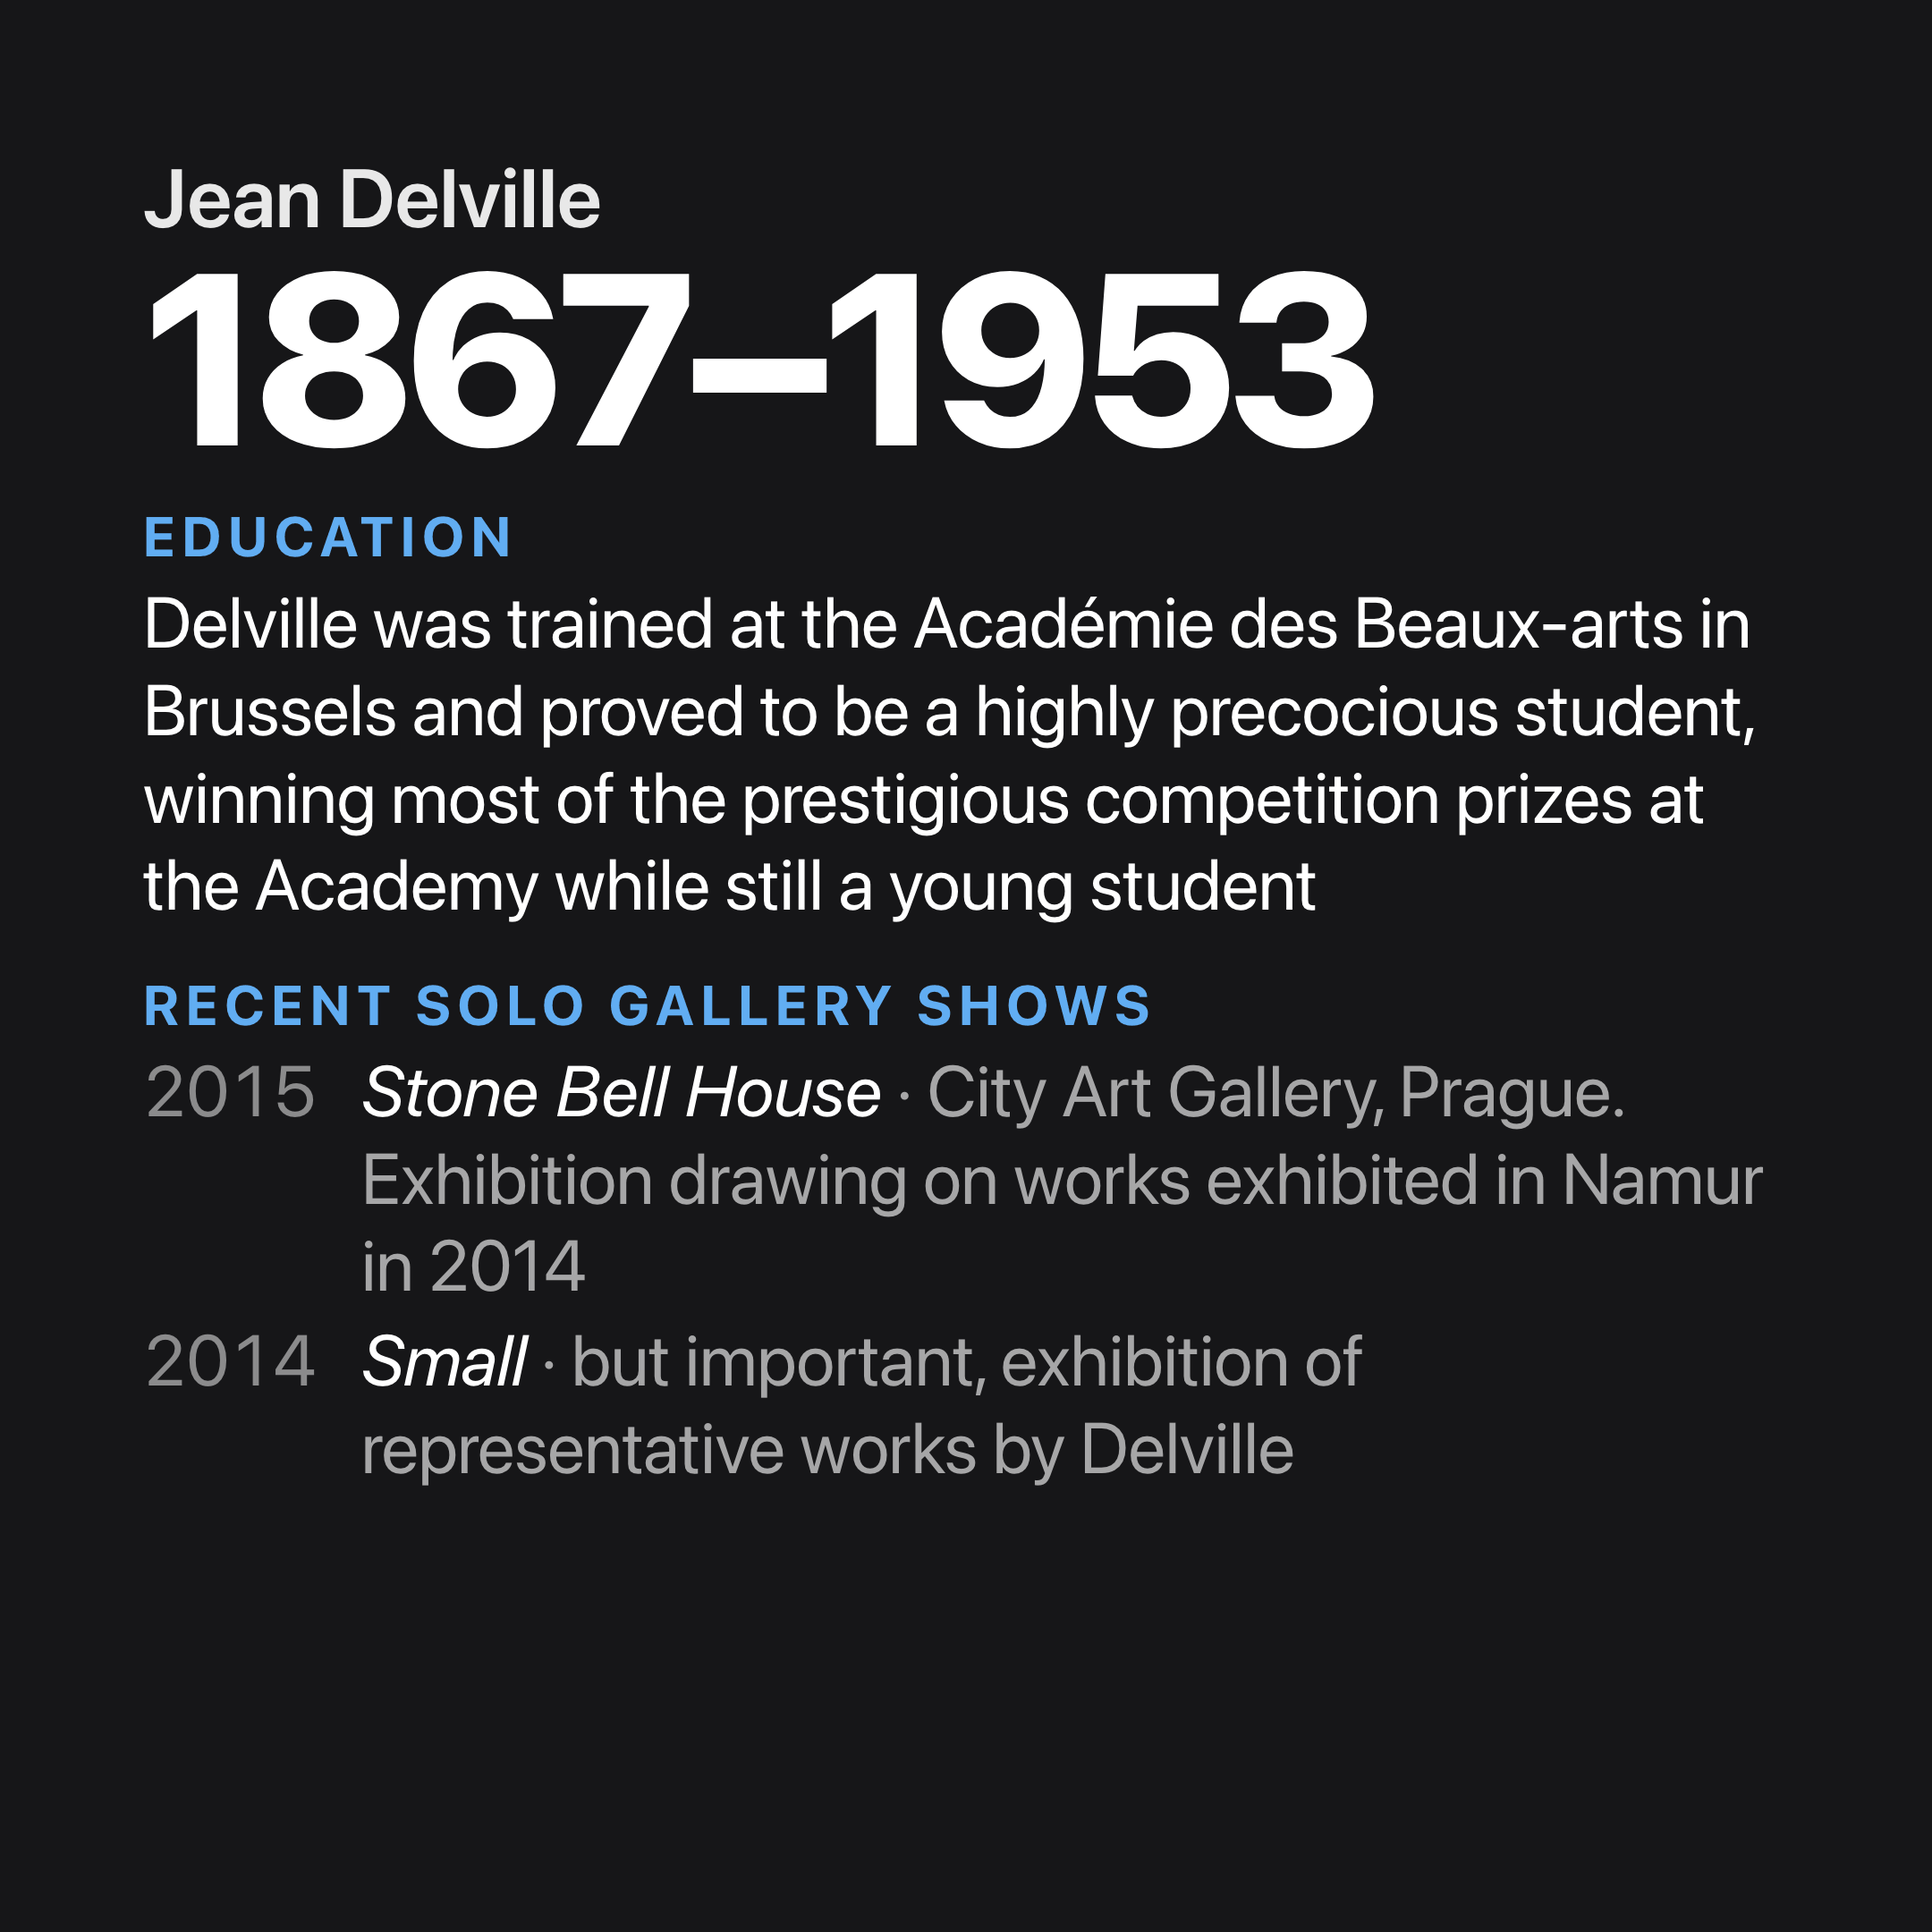 Jean Delville
1867–1953
EDUCATION
Delville was trained at the Académie des Beaux-arts in
Brussels and proved to be a highly precocious student,
winning most of the prestigious competition prizes at
the Academy while still a young student
RECENT SOLO GALLERY SHOWS
2015 Stone Bell House · City Art Gallery, Prague.
Exhibition drawing on works exhibited in Namur
in 2014
2014 Small · but important, exhibition of
representative works by Delville